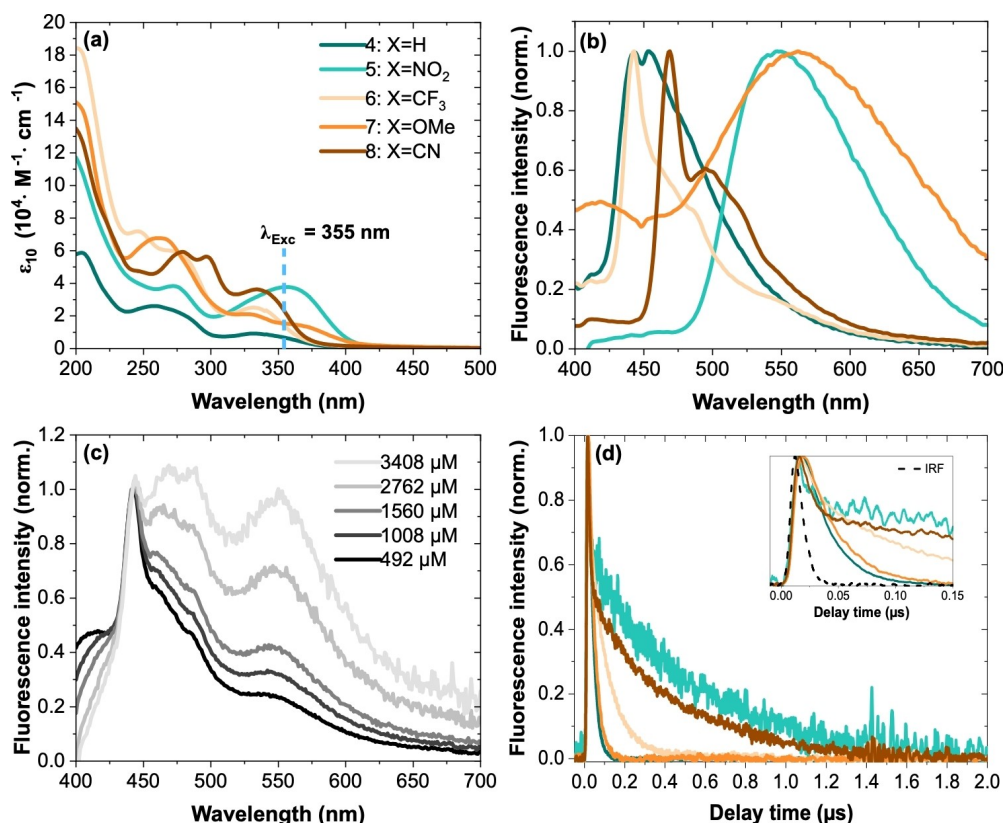 (a)
4: X=H
5: X=NO₂
6: X=CF₃
7: X=OMe
8: X=CN
λExc = 355 nm
ε₁₀ (10⁴· M⁻¹· cm⁻¹)
20
18
16
14
12
10
8
6
4
2
0
200 250 300 350 400 450 500
Wavelength (nm)
(b)
Fluorescence intensity (norm.)
1.0
0.8
0.6
0.4
0.2
0.0
400 450 500 550 600 650 700
Wavelength (nm)
(c)
3408 µM
2762 µM
1560 µM
1008 µM
492 µM
Fluorescence intensity (norm.)
1.2
1.0
0.8
0.6
0.4
0.2
0.0
400 450 500 550 600 650 700
Wavelength (nm)
(d)
IRF
0.00 0.05 0.10 0.15
Delay time (µs)
Fluorescence intensity (norm.)
1.0
0.8
0.6
0.4
0.2
0.0
0.0 0.2 0.4 0.6 0.8 1.0 1.2 1.4 1.6 1.8 2.0
Delay time (µs)